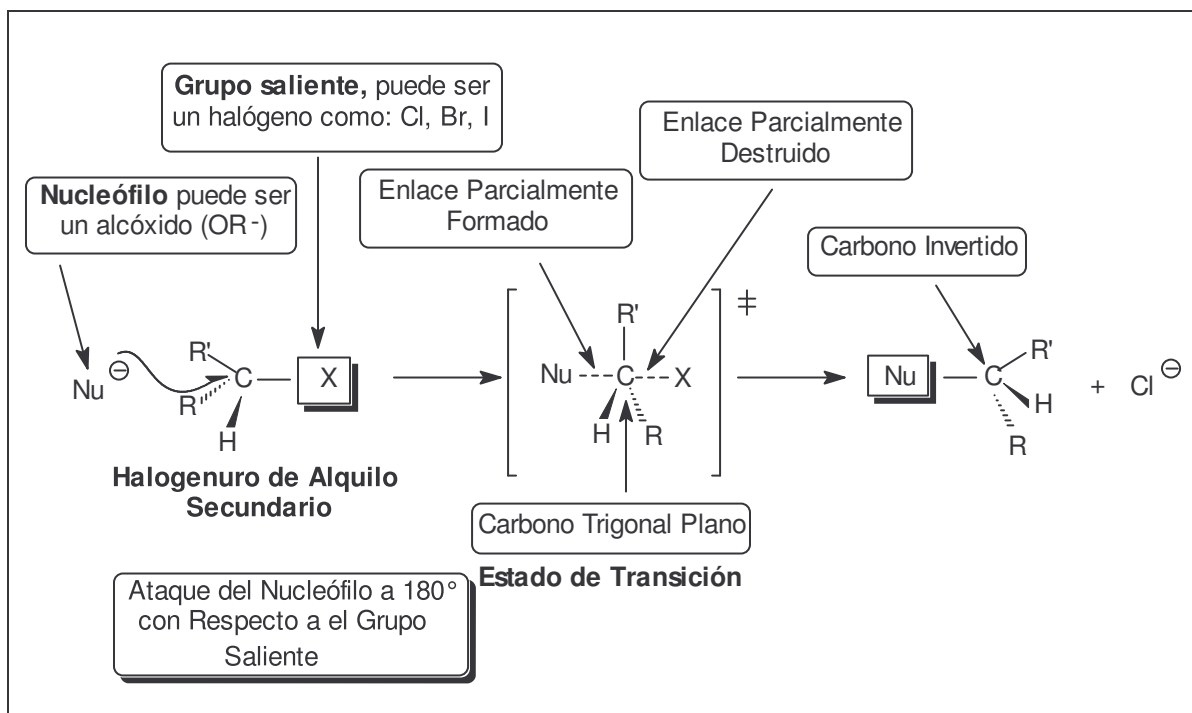 Grupo saliente, puede ser
un halógeno como: Cl, Br, I
Enlace Parcialmente
Destruido
Nucleófilo puede ser
un alcóxido (OR -)
Enlace Parcialmente
Formado
Carbono Invertido
Nu ⊖
R'
R
C
H
X
R'
Nu
C
X
H
R
‡
Nu
C
R'
H
R
+ Cl ⊖
Halogenuro de Alquilo
Secundario
Carbono Trigonal Plano
Estado de Transición
Ataque del Nucleófilo a 180°
con Respecto a el Grupo
Saliente